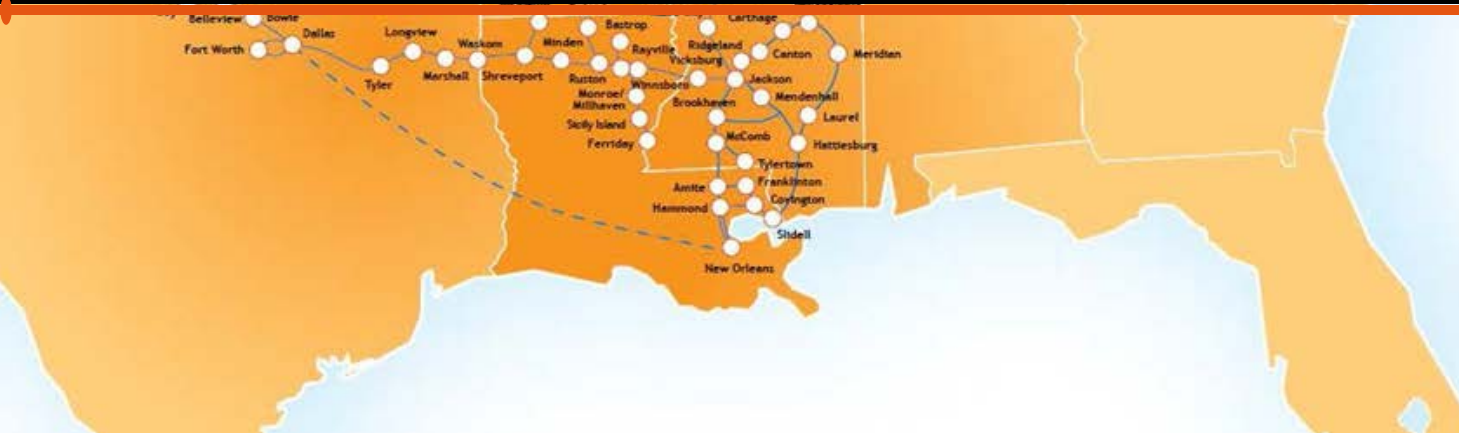 Carthage
Belleview
Bowie
Dallas
Fort Worth
Longview
Tyler
Marshall
Waskom
Shreveport
Minden
Ruston
Bastrop
Rayville
Monroe/
Millhaven
Winnsboro
Sicily Island
Ferriday
Vicksburg
Ridgeland
Canton
Meridian
Jackson
Mendenhall
Brookhaven
Laurel
McComb
Hattiesburg
Tylertown
Amite
Franklinton
Hammond
Covington
Slidell
New Orleans